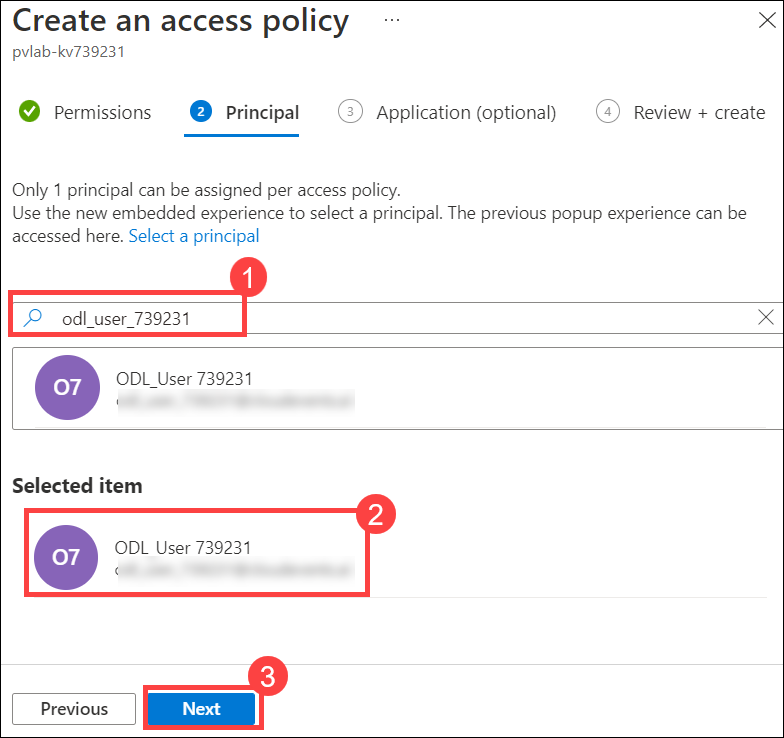 Create an access policy ...
pvlab-kv739231
Permissions 2 Principal 3 Application (optional) 4 Review + create
Only 1 principal can be assigned per access policy.
Use the new embedded experience to select a principal. The previous popup experience can be
accessed here. Select a principal
1
odl_user_739231
O7 ODL_User 739231
Selected item
2
O7 ODL_User 739231
3
Previous Next